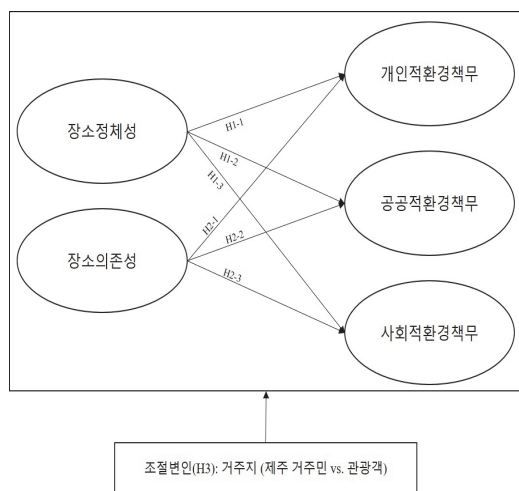 개인적환경책무
장소정체성
H1-1
H1-2
H1-3
공공적환경책무
H2-1
H2-2
장소의존성
H2-3
사회적환경책무
조절변인(H3): 거주지 (제주 거주민 vs. 관광객)